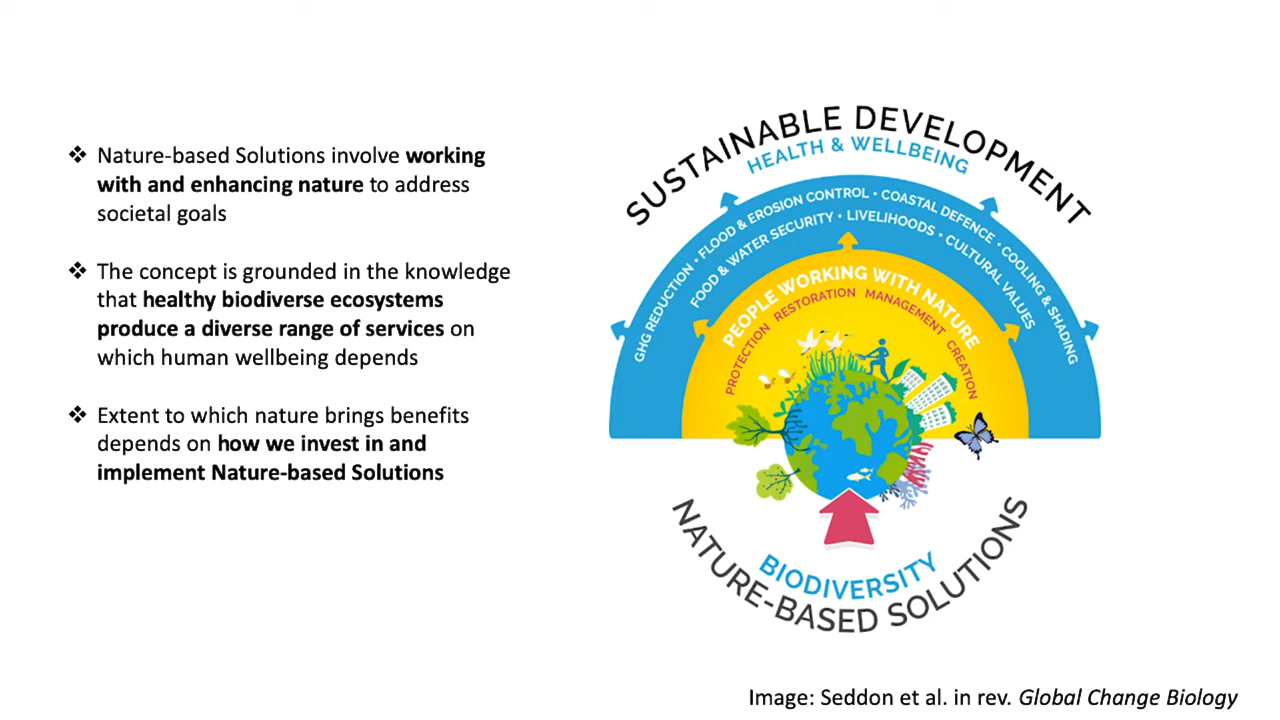 ❖ Nature-based Solutions involve working
with and enhancing nature to address
societal goals
❖ The concept is grounded in the knowledge
that healthy biodiverse ecosystems
produce a diverse range of services on
which human wellbeing depends
❖ Extent to which nature brings benefits
depends on how we invest in and
implement Nature-based Solutions
SUSTAINABLE DEVELOPMENT
HEALTH & WELLBEING
GHG REDUCTION • FLOOD & EROSION CONTROL • COASTAL DEFENCE • COOLING & SHADING
FOOD & WATER SECURITY • LIVELIHOODS • CULTURAL VALUES
PEOPLE WORKING WITH NATURE
PROTECTION RESTORATION MANAGEMENT CREATION
BIODIVERSITY
NATURE-BASED SOLUTIONS
Image: Seddon et al. in rev. Global Change Biology